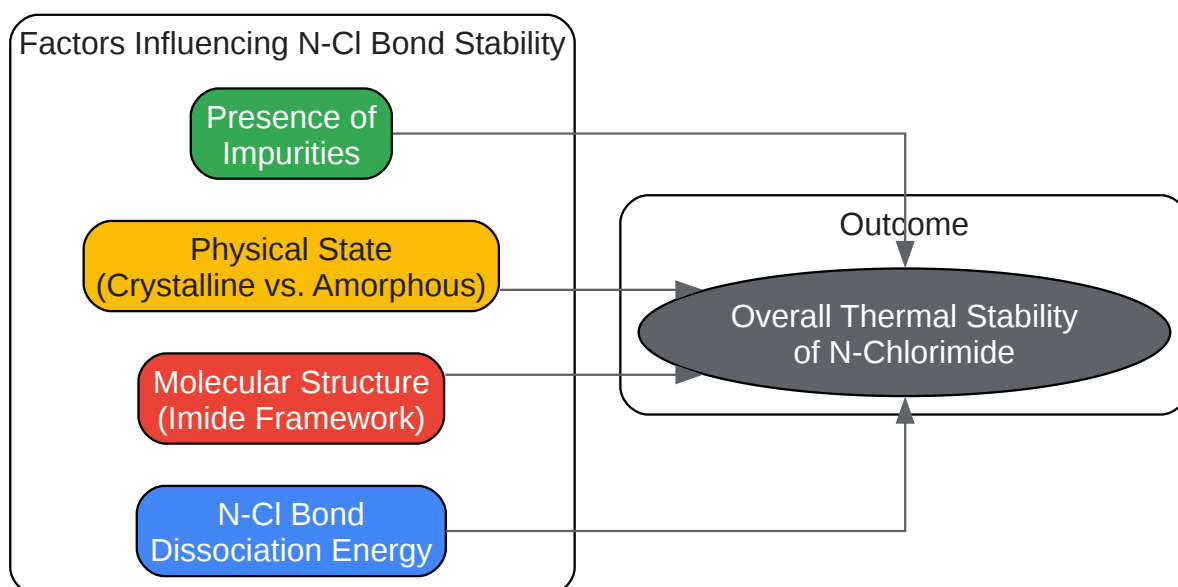 Factors Influencing N-Cl Bond Stability
Presence of
Impurities
Physical State
(Crystalline vs. Amorphous)
Molecular Structure
(Imide Framework)
N-Cl Bond
Dissociation Energy
Outcome
Overall Thermal Stability
of N-Chlorimide